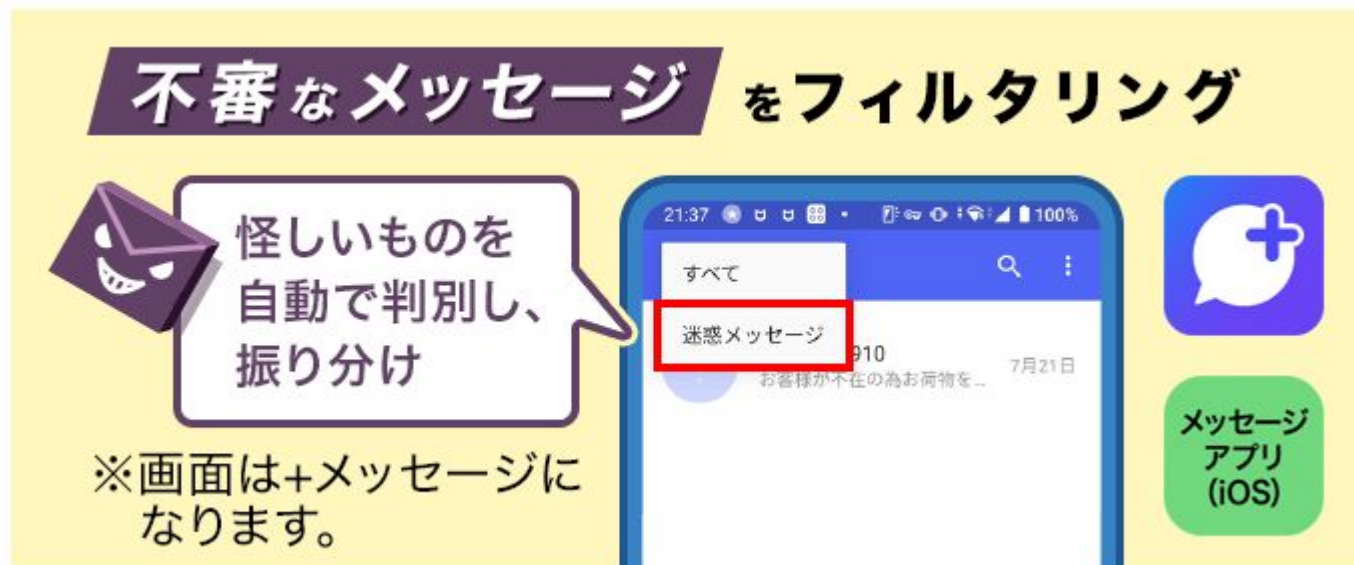 不審なメッセージをフィルタリング
怪しいものを
自動で判別し、
振り分け
※画面は+メッセージに
なります。
21:37
100%
すべて
迷惑メッセージ
910
7月21日
お客様が不在の為お荷物を...
メッセージ
アプリ
(iOS)